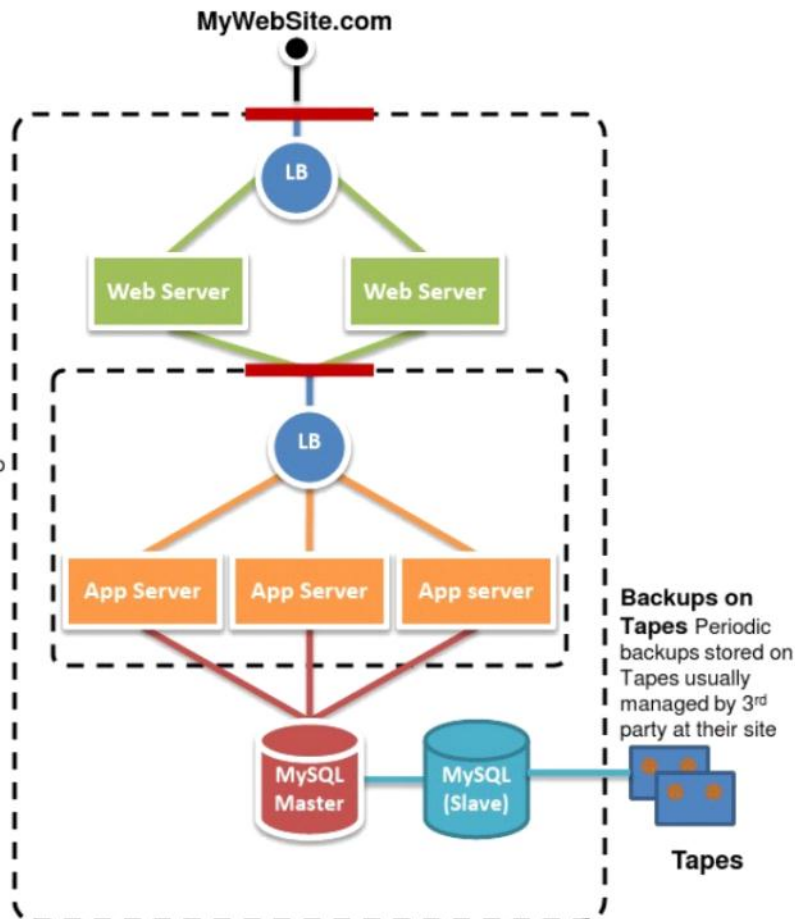 MyWebSite.com
LB
Web Server
Web Server
LB
App Server
App Server
App server
Backups on
Tapes Periodic
backups stored on
Tapes usually
managed by 3rd
party at their site
MySQL
Master
MySQL
(Slave)
Tapes